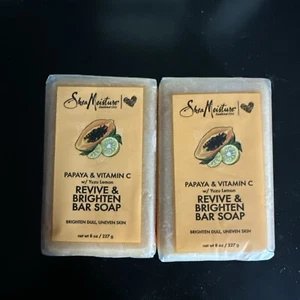 SheaMoisture
PAPAYA & VITAMIN C
w/ Yuzu Lemon
REVIVE &
BRIGHTEN
BAR SOAP
BRIGHTEN DULL, UNEVEN SKIN
net wt 8 oz / 227 g
SheaMoisture
PAPAYA & VITAMIN C
w/ Yuzu Lemon
REVIVE &
BRIGHTEN
BAR SOAP
BRIGHTEN DULL, UNEVEN SKIN
net wt 8 oz / 227 g